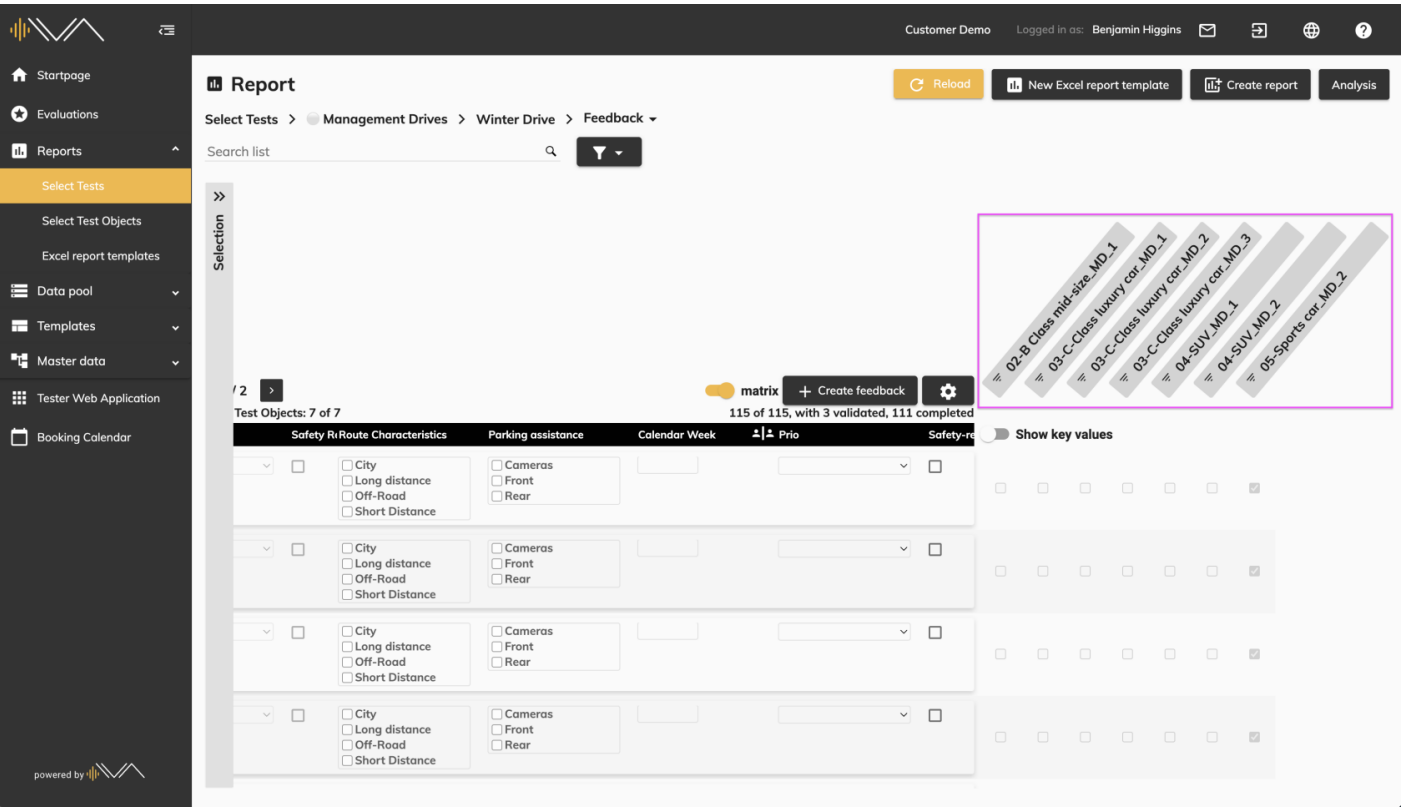 Customer Demo Logged in as: Benjamin Higgins
Startpage
Evaluations
Reports
Select Tests
Select Test Objects
Excel report templates
Data pool
Templates
Master data
Tester Web Application
Booking Calendar
powered by
Report
Reload
New Excel report template
Create report
Analysis
Select Tests > Management Drives > Winter Drive > Feedback
Search list
Selection
02-B Class mid-size_MD_1
03-C-Class luxury car_MD_1
03-C-Class luxury car_MD_2
03-C-Class luxury car_MD_3
04-SUV_MD_1
04-SUV_MD_2
05-Sports car_MD_2
/ 2
matrix
+ Create feedback
Test Objects: 7 of 7
115 of 115, with 3 validated, 111 completed
Safety Ru Route Characteristics Parking assistance Calendar Week Prio Safety-re
Show key values
City
Long distance
Off-Road
Short Distance
Cameras
Front
Rear
City
Long distance
Off-Road
Short Distance
Cameras
Front
Rear
City
Long distance
Off-Road
Short Distance
Cameras
Front
Rear
City
Long distance
Off-Road
Short Distance
Cameras
Front
Rear